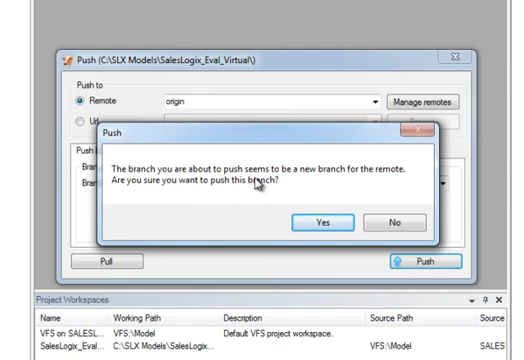 Push (C:\SLX Models\SalesLogix_Eval_Virtual\)
Push to
Remote
origin
Manage remotes
Push
The branch you are about to push seems to be a new branch for the remote.
Are you sure you want to push this branch?
Yes
No
Pull
Push
Project Workspaces
Name Working Path Description Source Path Source
VFS on SALESL... VFS:\Model Default VFS project workspace.
SalesLogix_Eval... C:\SLX Models\SalesLogix... VFS:\Model SALES